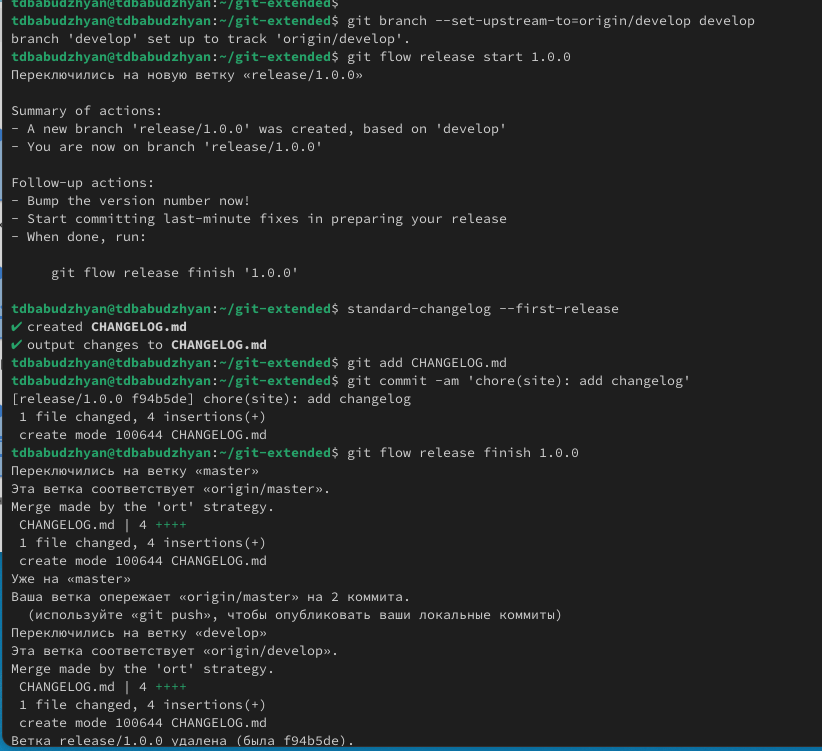 tdbabudzhyan@tdbabudzhyan:~/git-extended$
tdbabudzhyan@tdbabudzhyan:~/git-extended$ git branch --set-upstream-to=origin/develop develop
branch 'develop' set up to track 'origin/develop'.
tdbabudzhyan@tdbabudzhyan:~/git-extended$ git flow release start 1.0.0
Переключились на новую ветку «release/1.0.0»

Summary of actions:
- A new branch 'release/1.0.0' was created, based on 'develop'
- You are now on branch 'release/1.0.0'

Follow-up actions:
- Bump the version number now!
- Start committing last-minute fixes in preparing your release
- When done, run:

     git flow release finish '1.0.0'

tdbabudzhyan@tdbabudzhyan:~/git-extended$ standard-changelog --first-release
✔ created CHANGELOG.md
✔ output changes to CHANGELOG.md
tdbabudzhyan@tdbabudzhyan:~/git-extended$ git add CHANGELOG.md
tdbabudzhyan@tdbabudzhyan:~/git-extended$ git commit -am 'chore(site): add changelog'
[release/1.0.0 f94b5de] chore(site): add changelog
 1 file changed, 4 insertions(+)
 create mode 100644 CHANGELOG.md
tdbabudzhyan@tdbabudzhyan:~/git-extended$ git flow release finish 1.0.0
Переключились на ветку «master»
Эта ветка соответствует «origin/master».
Merge made by the 'ort' strategy.
 CHANGELOG.md | 4 ++++
 1 file changed, 4 insertions(+)
 create mode 100644 CHANGELOG.md
Уже на «master»
Ваша ветка опережает «origin/master» на 2 коммита.
  (используйте «git push», чтобы опубликовать ваши локальные коммиты)
Переключились на ветку «develop»
Эта ветка соответствует «origin/develop».
Merge made by the 'ort' strategy.
 CHANGELOG.md | 4 ++++
 1 file changed, 4 insertions(+)
 create mode 100644 CHANGELOG.md
Ветка release/1.0.0 удалена (была f94b5de).